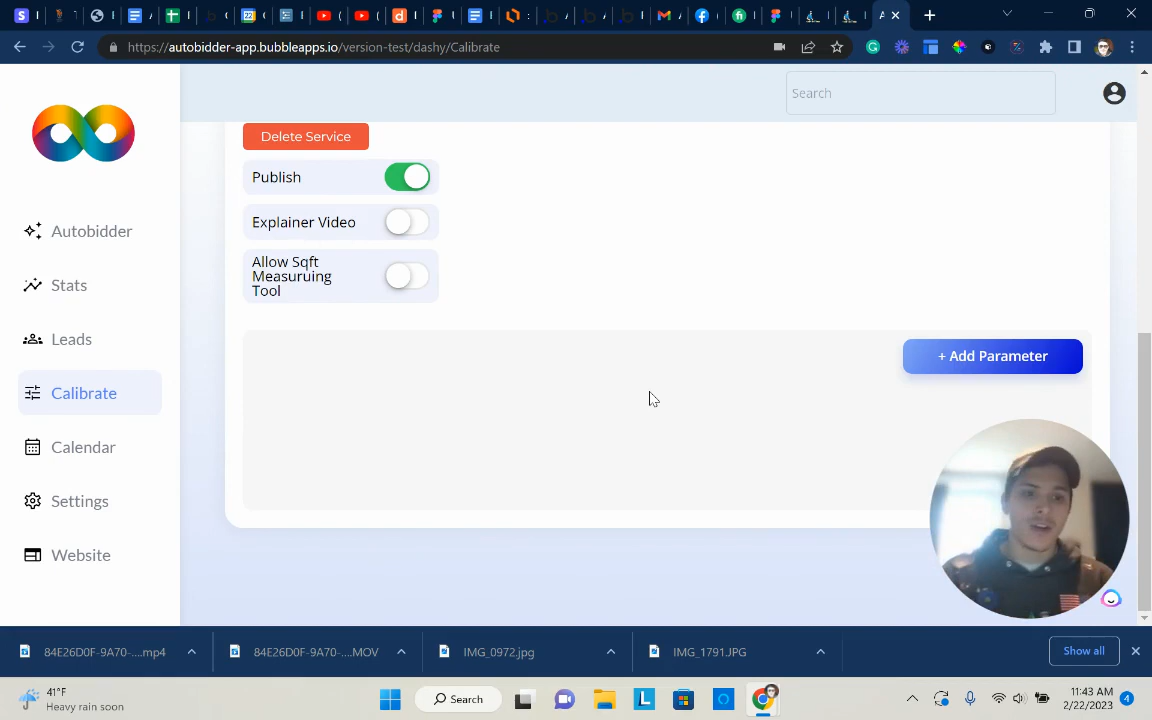 https://autobidder-app.bubbleapps.io/version-test/dashy/Calibrate
Search
Autobidder
Stats
Leads
Calibrate
Calendar
Settings
Website
Delete Service
Publish
Explainer Video
Allow Sqft
Measuruing
Tool
+ Add Parameter
84E26D0F-9A70-....mp4
84E26D0F-9A70-....MOV
IMG_0972.jpg
IMG_1791.JPG
Show all
41°F
Heavy rain soon
Search
11:43 AM
2/22/2023
4